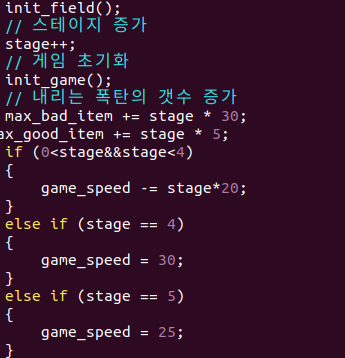 init_field();
// 스테이지 증가
stage++;
// 게임 초기화
init_game();
// 내리는 폭탄의 갯수 증가
max_bad_item += stage * 30;
ax_good_item += stage * 5;
if (0<stage&&stage<4)
{
game_speed -= stage*20;
}
else if (stage == 4)
{
game_speed = 30;
}
else if (stage == 5)
{
game_speed = 25;
}